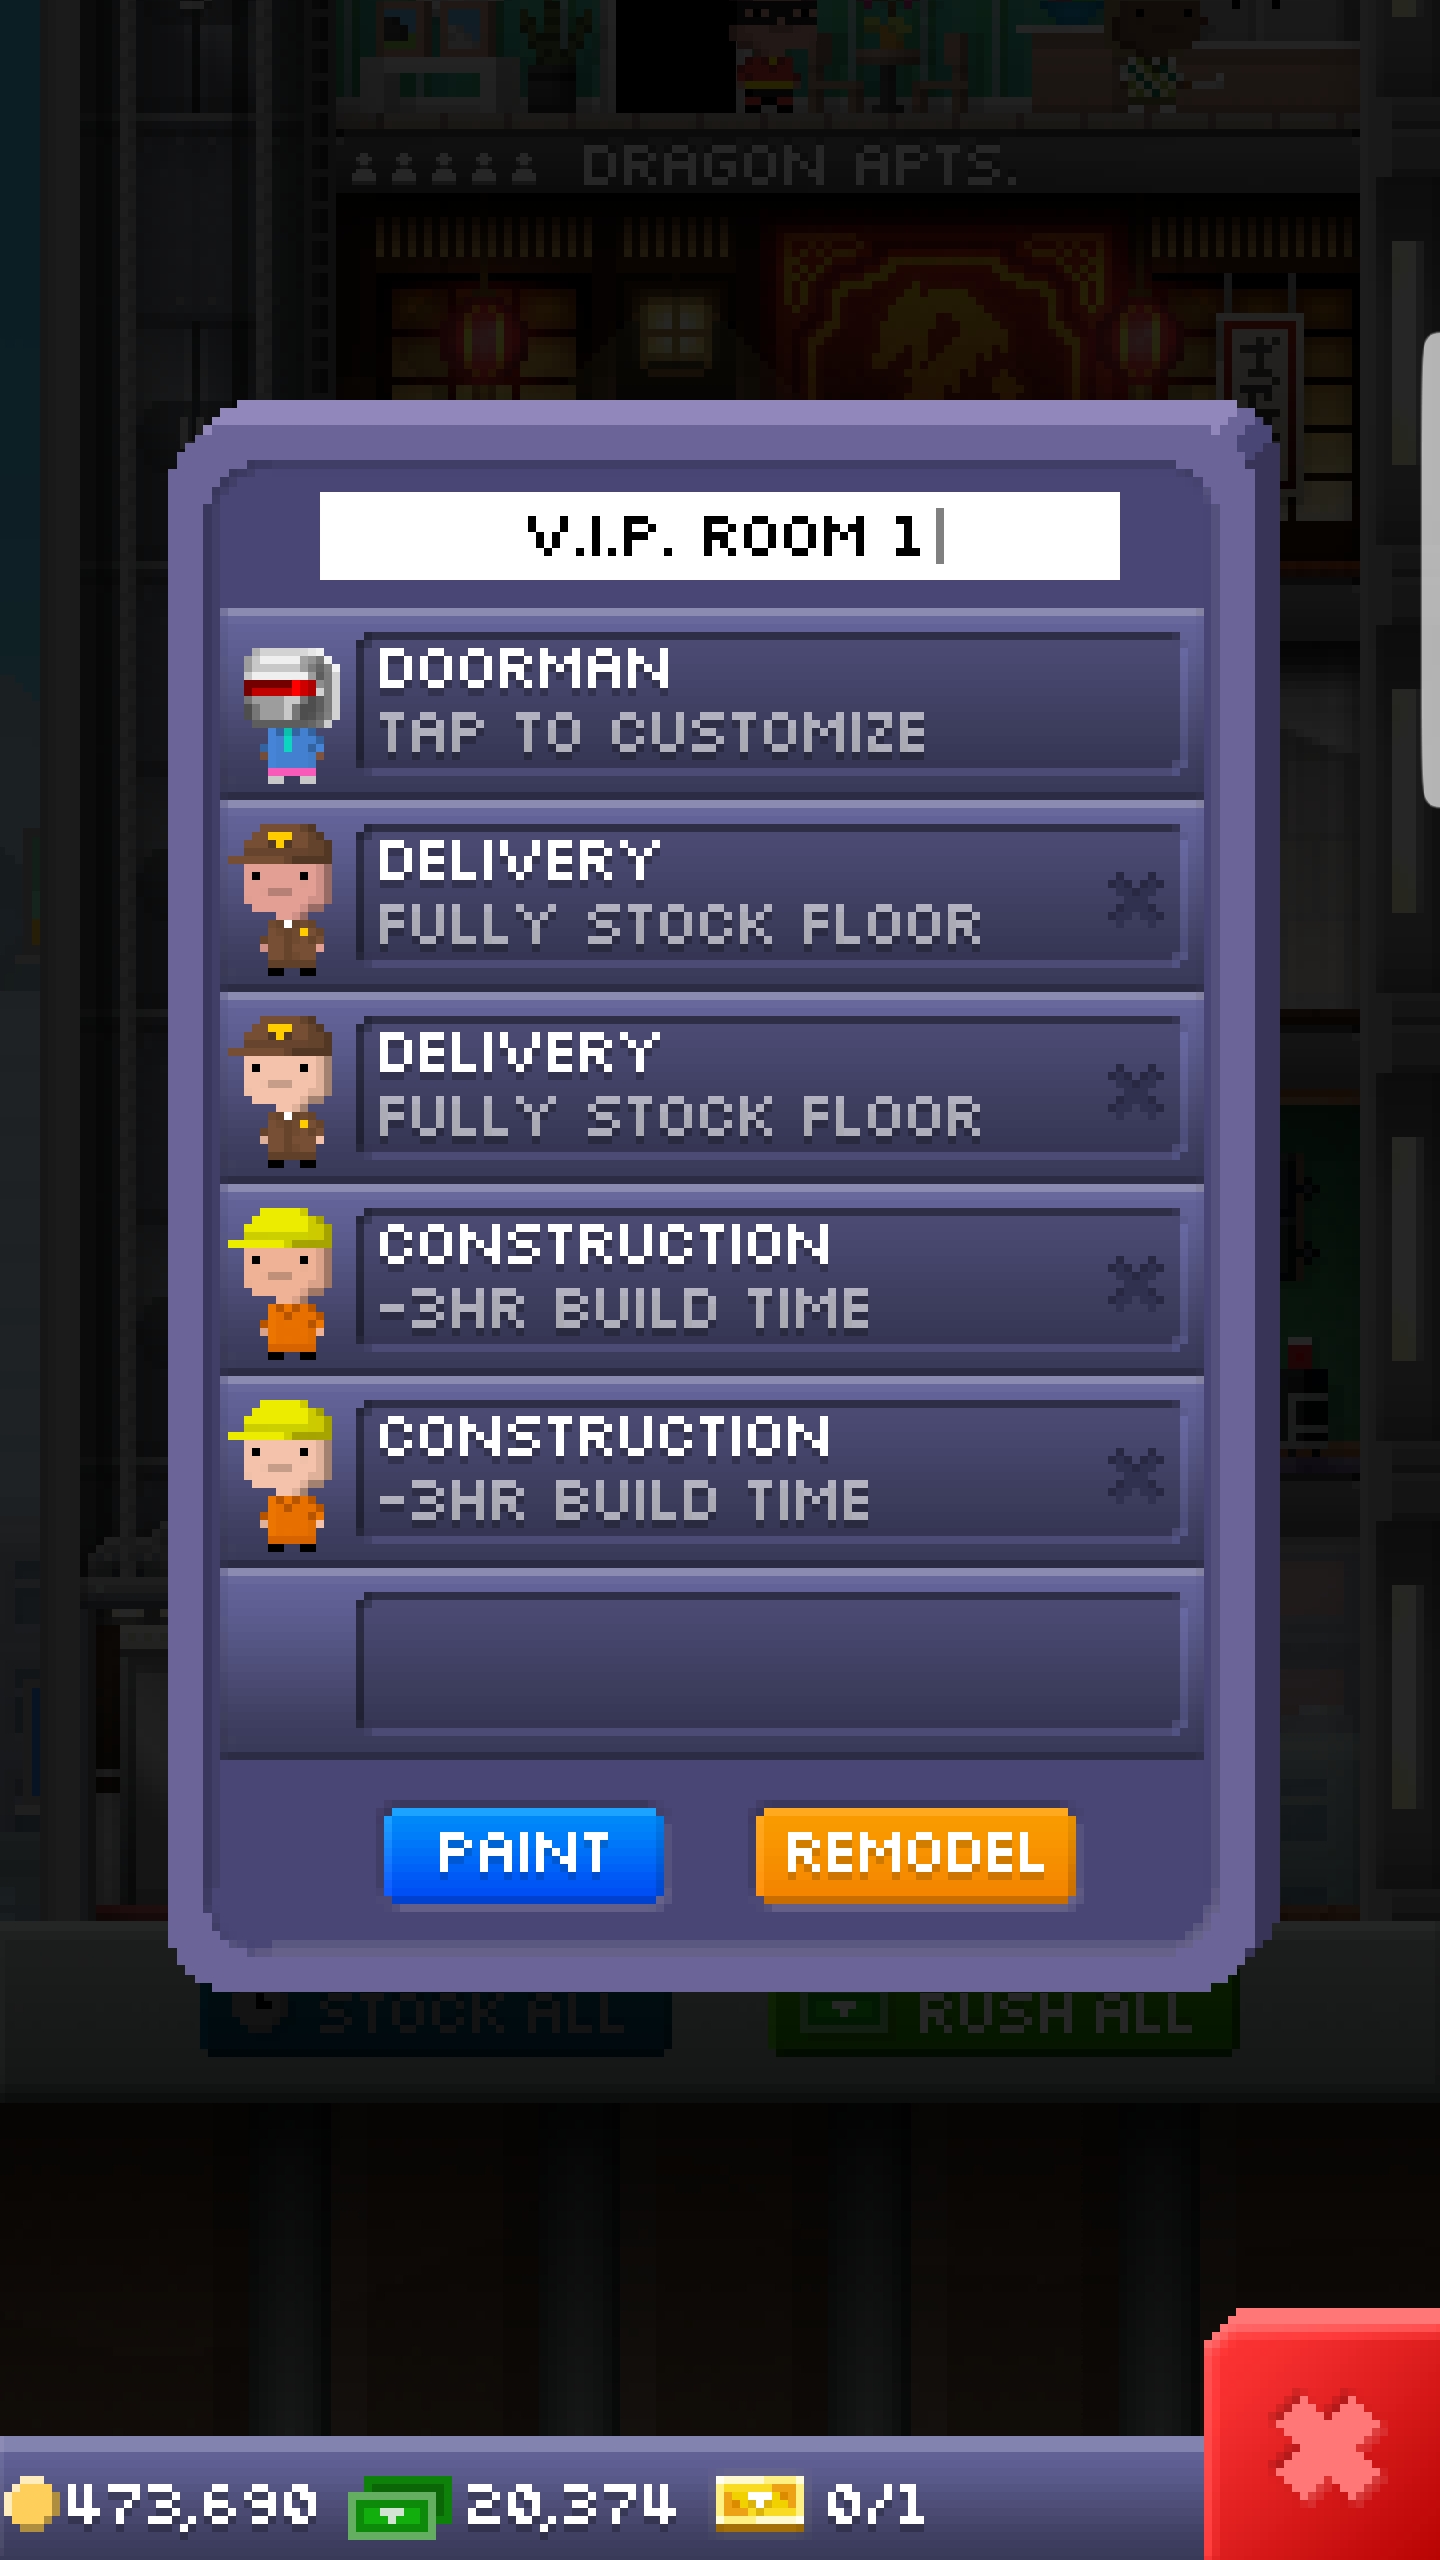 DRAGON APTS.
V.I.P. ROOM 1
DOORMAN
TAP TO CUSTOMIZE
DELIVERY
FULLY STOCK FLOOR
DELIVERY
FULLY STOCK FLOOR
CONSTRUCTION
-3HR BUILD TIME
CONSTRUCTION
-3HR BUILD TIME
PAINT REMODEL
STOCK ALL RUSH ALL
473,690 20,374 0/1